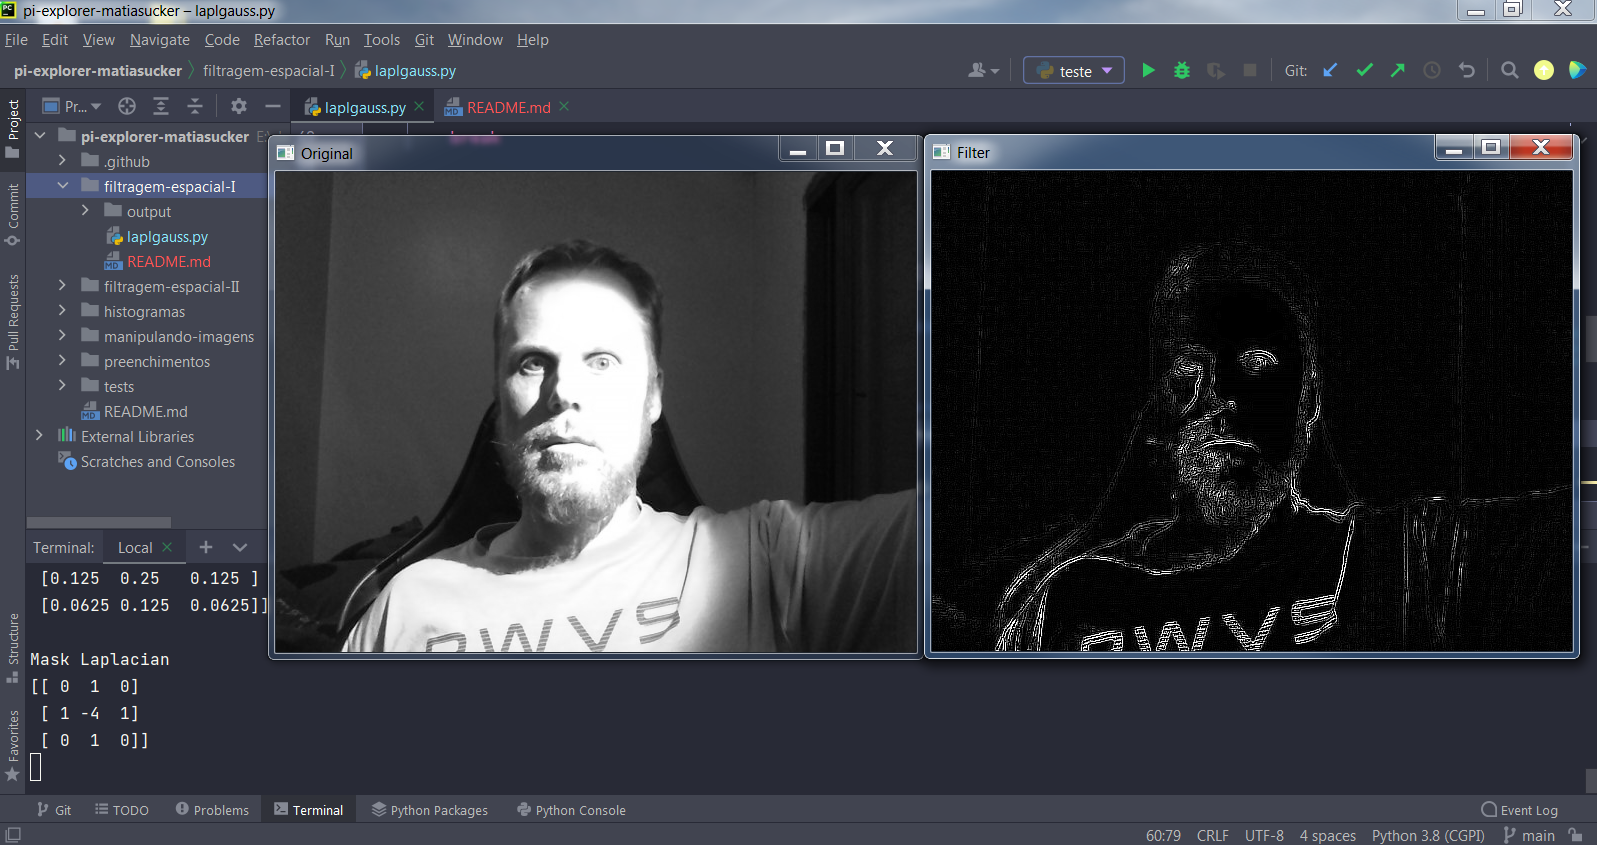 pi-explorer-matiasucker – laplgauss.py
File Edit View Navigate Code Refactor Run Tools Git Window Help
pi-explorer-matiasucker filtragem-espacial-I laplgauss.py teste Git:
Project
Pr... laplgauss.py README.md
pi-explorer-matiasucker
break
.github
filtragem-espacial-I
output
laplgauss.py
README.md
filtragem-espacial-II
histogramas
manipulando-imagens
preenchimentos
tests
README.md
External Libraries
Scratches and Consoles
Commit
Pull Requests
Structure
Favorites
Original
Filter
Terminal: Local
[0.125 0.25 0.125 ]
[0.0625 0.125 0.0625]]
Mask Laplacian
[[ 0 1 0]
[ 1 -4 1]
[ 0 1 0]]
Git TODO Problems Terminal Python Packages Python Console Event Log
60:79 CRLF UTF-8 4 spaces Python 3.8 (CGPI) main